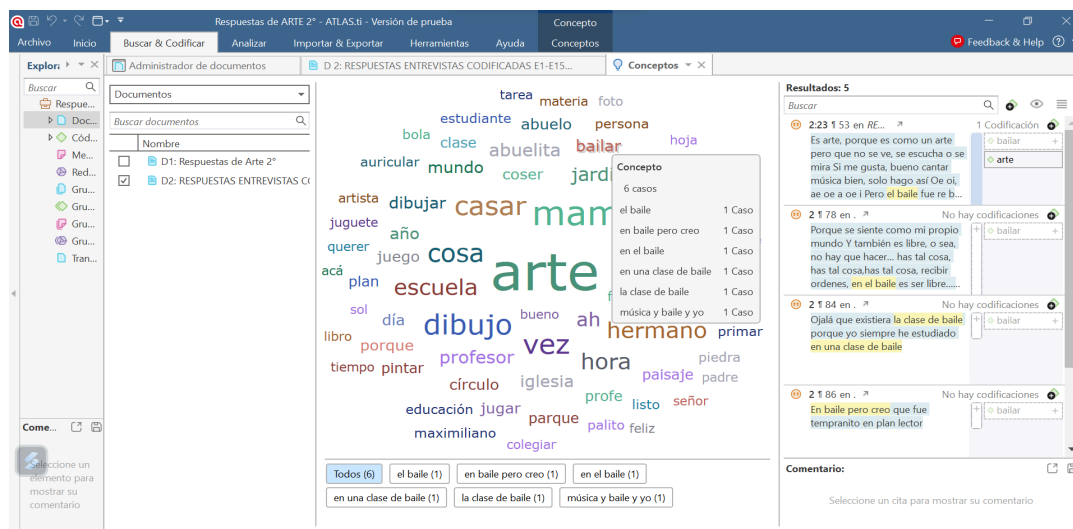 Respuestas de ARTE 2° - ATLAS.ti - Versión de prueba
Concepto
Archivo
Inicio
Buscar & Codificar
Analizar
Importar & Exportar
Herramientas
Ayuda
Conceptos
Feedback & Help
Explora
Buscar
Respue...
Doc...
Cód...
Me...
Red...
Gru...
Gru...
Gru...
Gru...
Tran...
Come...
Seleccione un
elemento para
mostrar su
comentario
Administrador de documentos
D 2: RESPUESTAS ENTREVISTAS CODIFICADAS E1-E15...
Conceptos
Documentos
Buscar documentos
Nombre
D1: Respuestas de Arte 2°
D2: RESPUESTAS ENTREVISTAS C
tarea materia foto
estudiante abuelo persona
bola clase abuelita bailar hoja
auricular mundo coser jardi
artista dibujar casar mam
juguete año
querer juego cosa arte
acá plan escuela
sol día dibujo bueno ah hermano primar
libro porque profesor vez hora piedra
tiempo pintar círculo iglesia paisaje padre
educación jugar profe listo señor
maximiliano parque palito feliz
colegiar
Concepto
6 casos
el baile 1 Caso
en baile pero creo 1 Caso
en el baile 1 Caso
en una clase de baile 1 Caso
la clase de baile 1 Caso
música y baile y yo 1 Caso
Todos (6)
el baile (1)
en baile pero creo (1)
en el baile (1)
en una clase de baile (1)
la clase de baile (1)
música y baile y yo (1)
Resultados: 5
Buscar
2:23 ¶ 53 en RE...
1 Codificación
Es arte, porque es como un arte
pero que no se ve, se escucha o se
mira Si me gusta, bueno cantar
música bien, solo hago así Oe oi,
ae oe a oe i Pero el baile fue re b...
bailar
arte
2 ¶ 78 en .
No hay codificaciones
Porque se siente como mi propio
mundo Y también es libre, o sea,
no hay que hacer... has tal cosa,
has tal cosa,has tal cosa, recibir
ordenes, en el baile es ser libre......
bailar
2 ¶ 84 en .
No hay codificaciones
Ojalá que existiera la clase de baile
porque yo siempre he estudiado
en una clase de baile
bailar
2 ¶ 86 en .
No hay codificaciones
En baile pero creo que fue
tempranito en plan lector
bailar
Comentario:
Seleccione un cita para mostrar su comentario